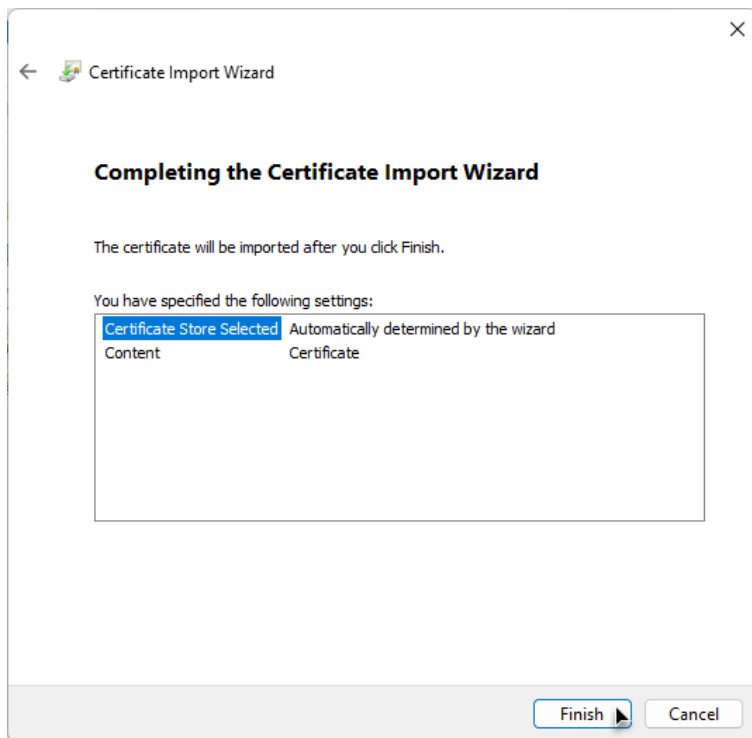 Certificate Import Wizard
Completing the Certificate Import Wizard
The certificate will be imported after you click Finish.
You have specified the following settings:
Certificate Store Selected Automatically determined by the wizard
Content Certificate
Finish Cancel